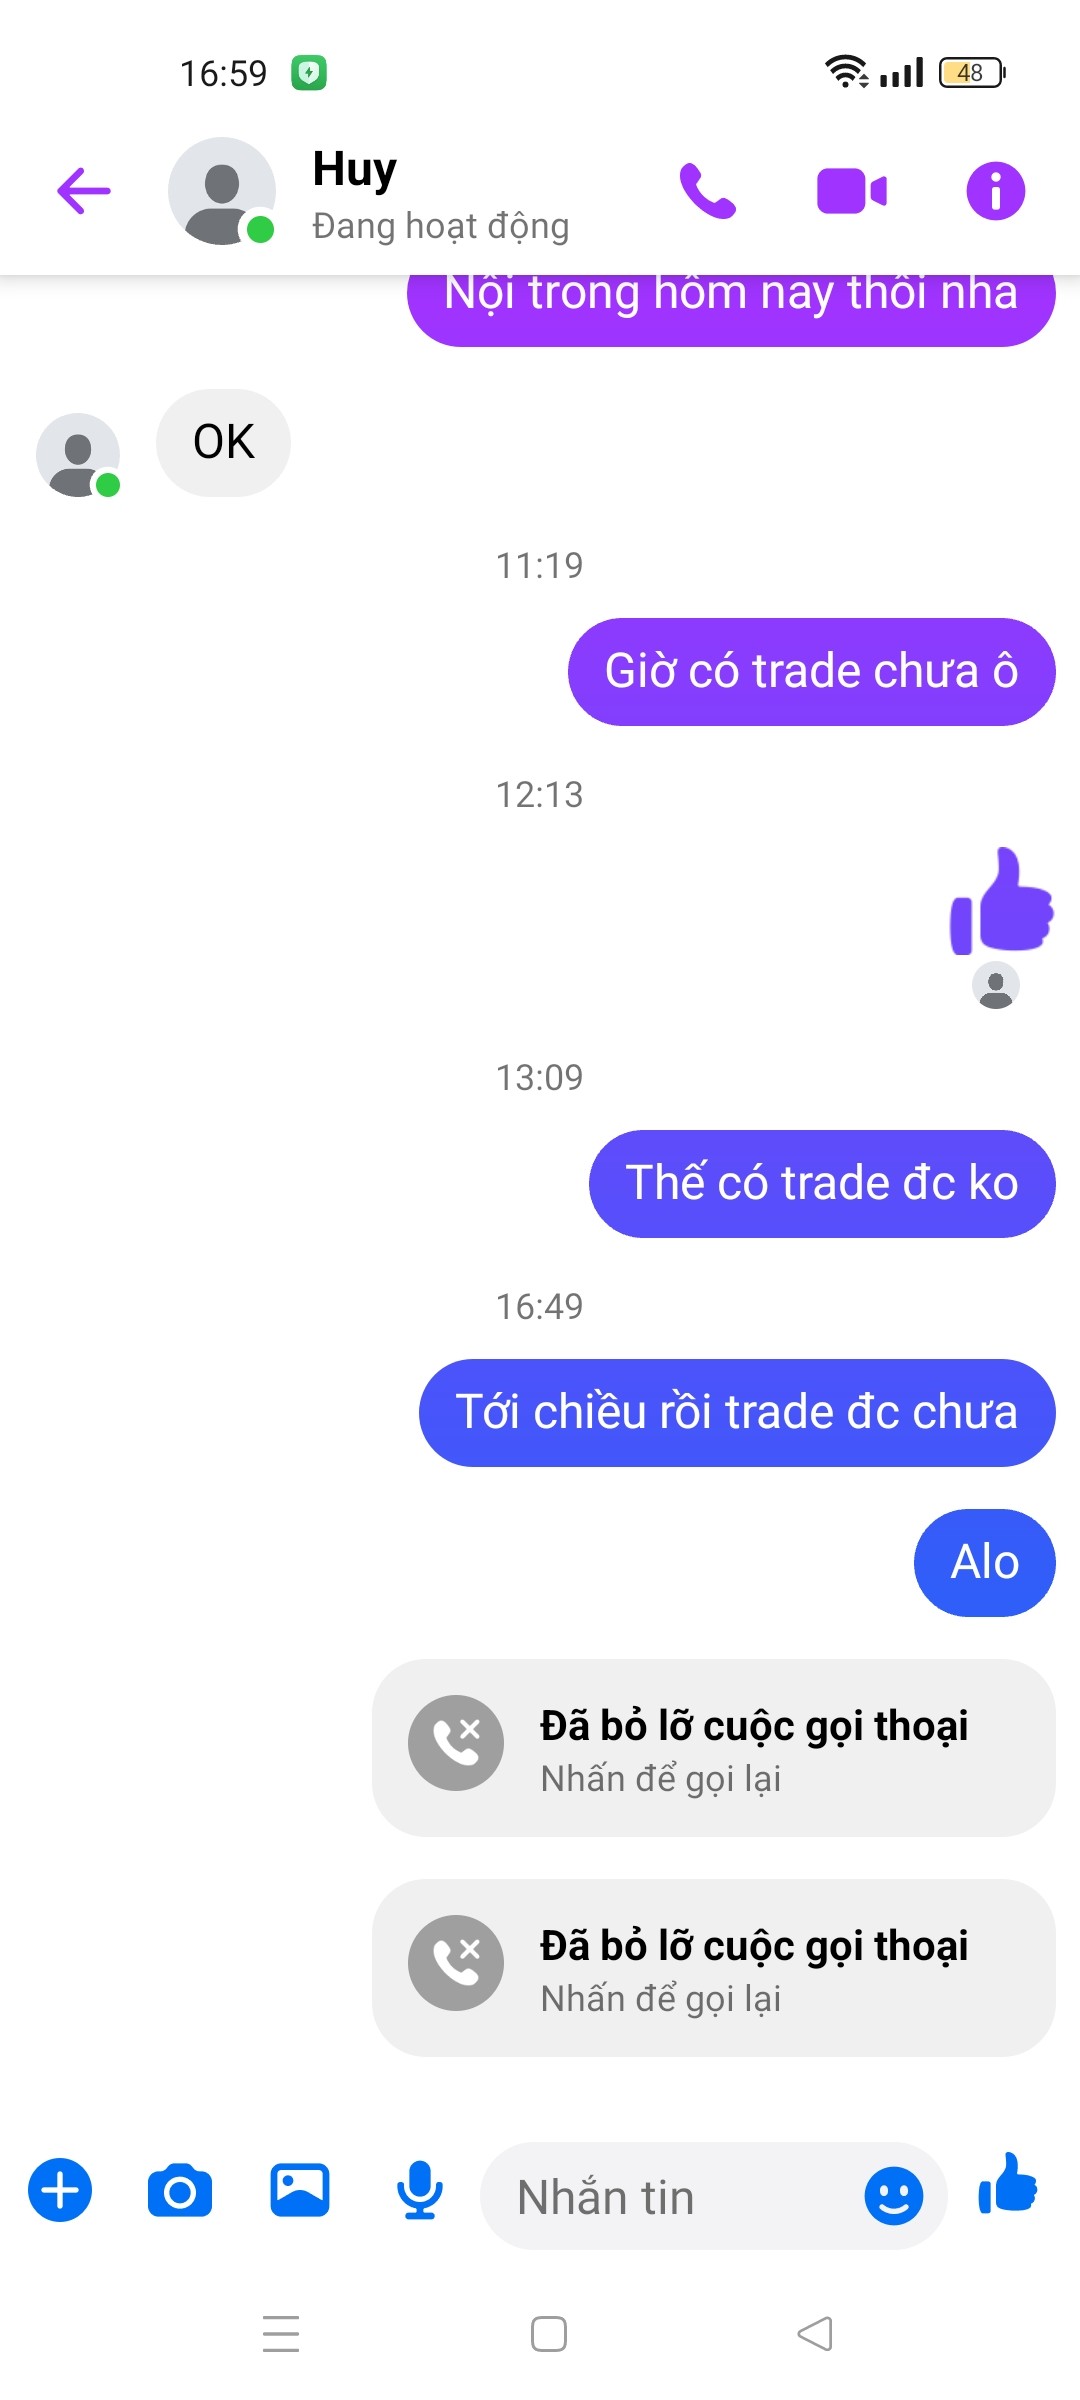 16:59
48
Huy
Đang hoạt động
Nội trong hôm nay thôi nha
OK
11:19
Giờ có trade chưa ô
12:13
13:09
Thế có trade đc ko
16:49
Tới chiều rồi trade đc chưa
Alo
Đã bỏ lỡ cuộc gọi thoại
Nhấn để gọi lại
Đã bỏ lỡ cuộc gọi thoại
Nhấn để gọi lại
Nhắn tin